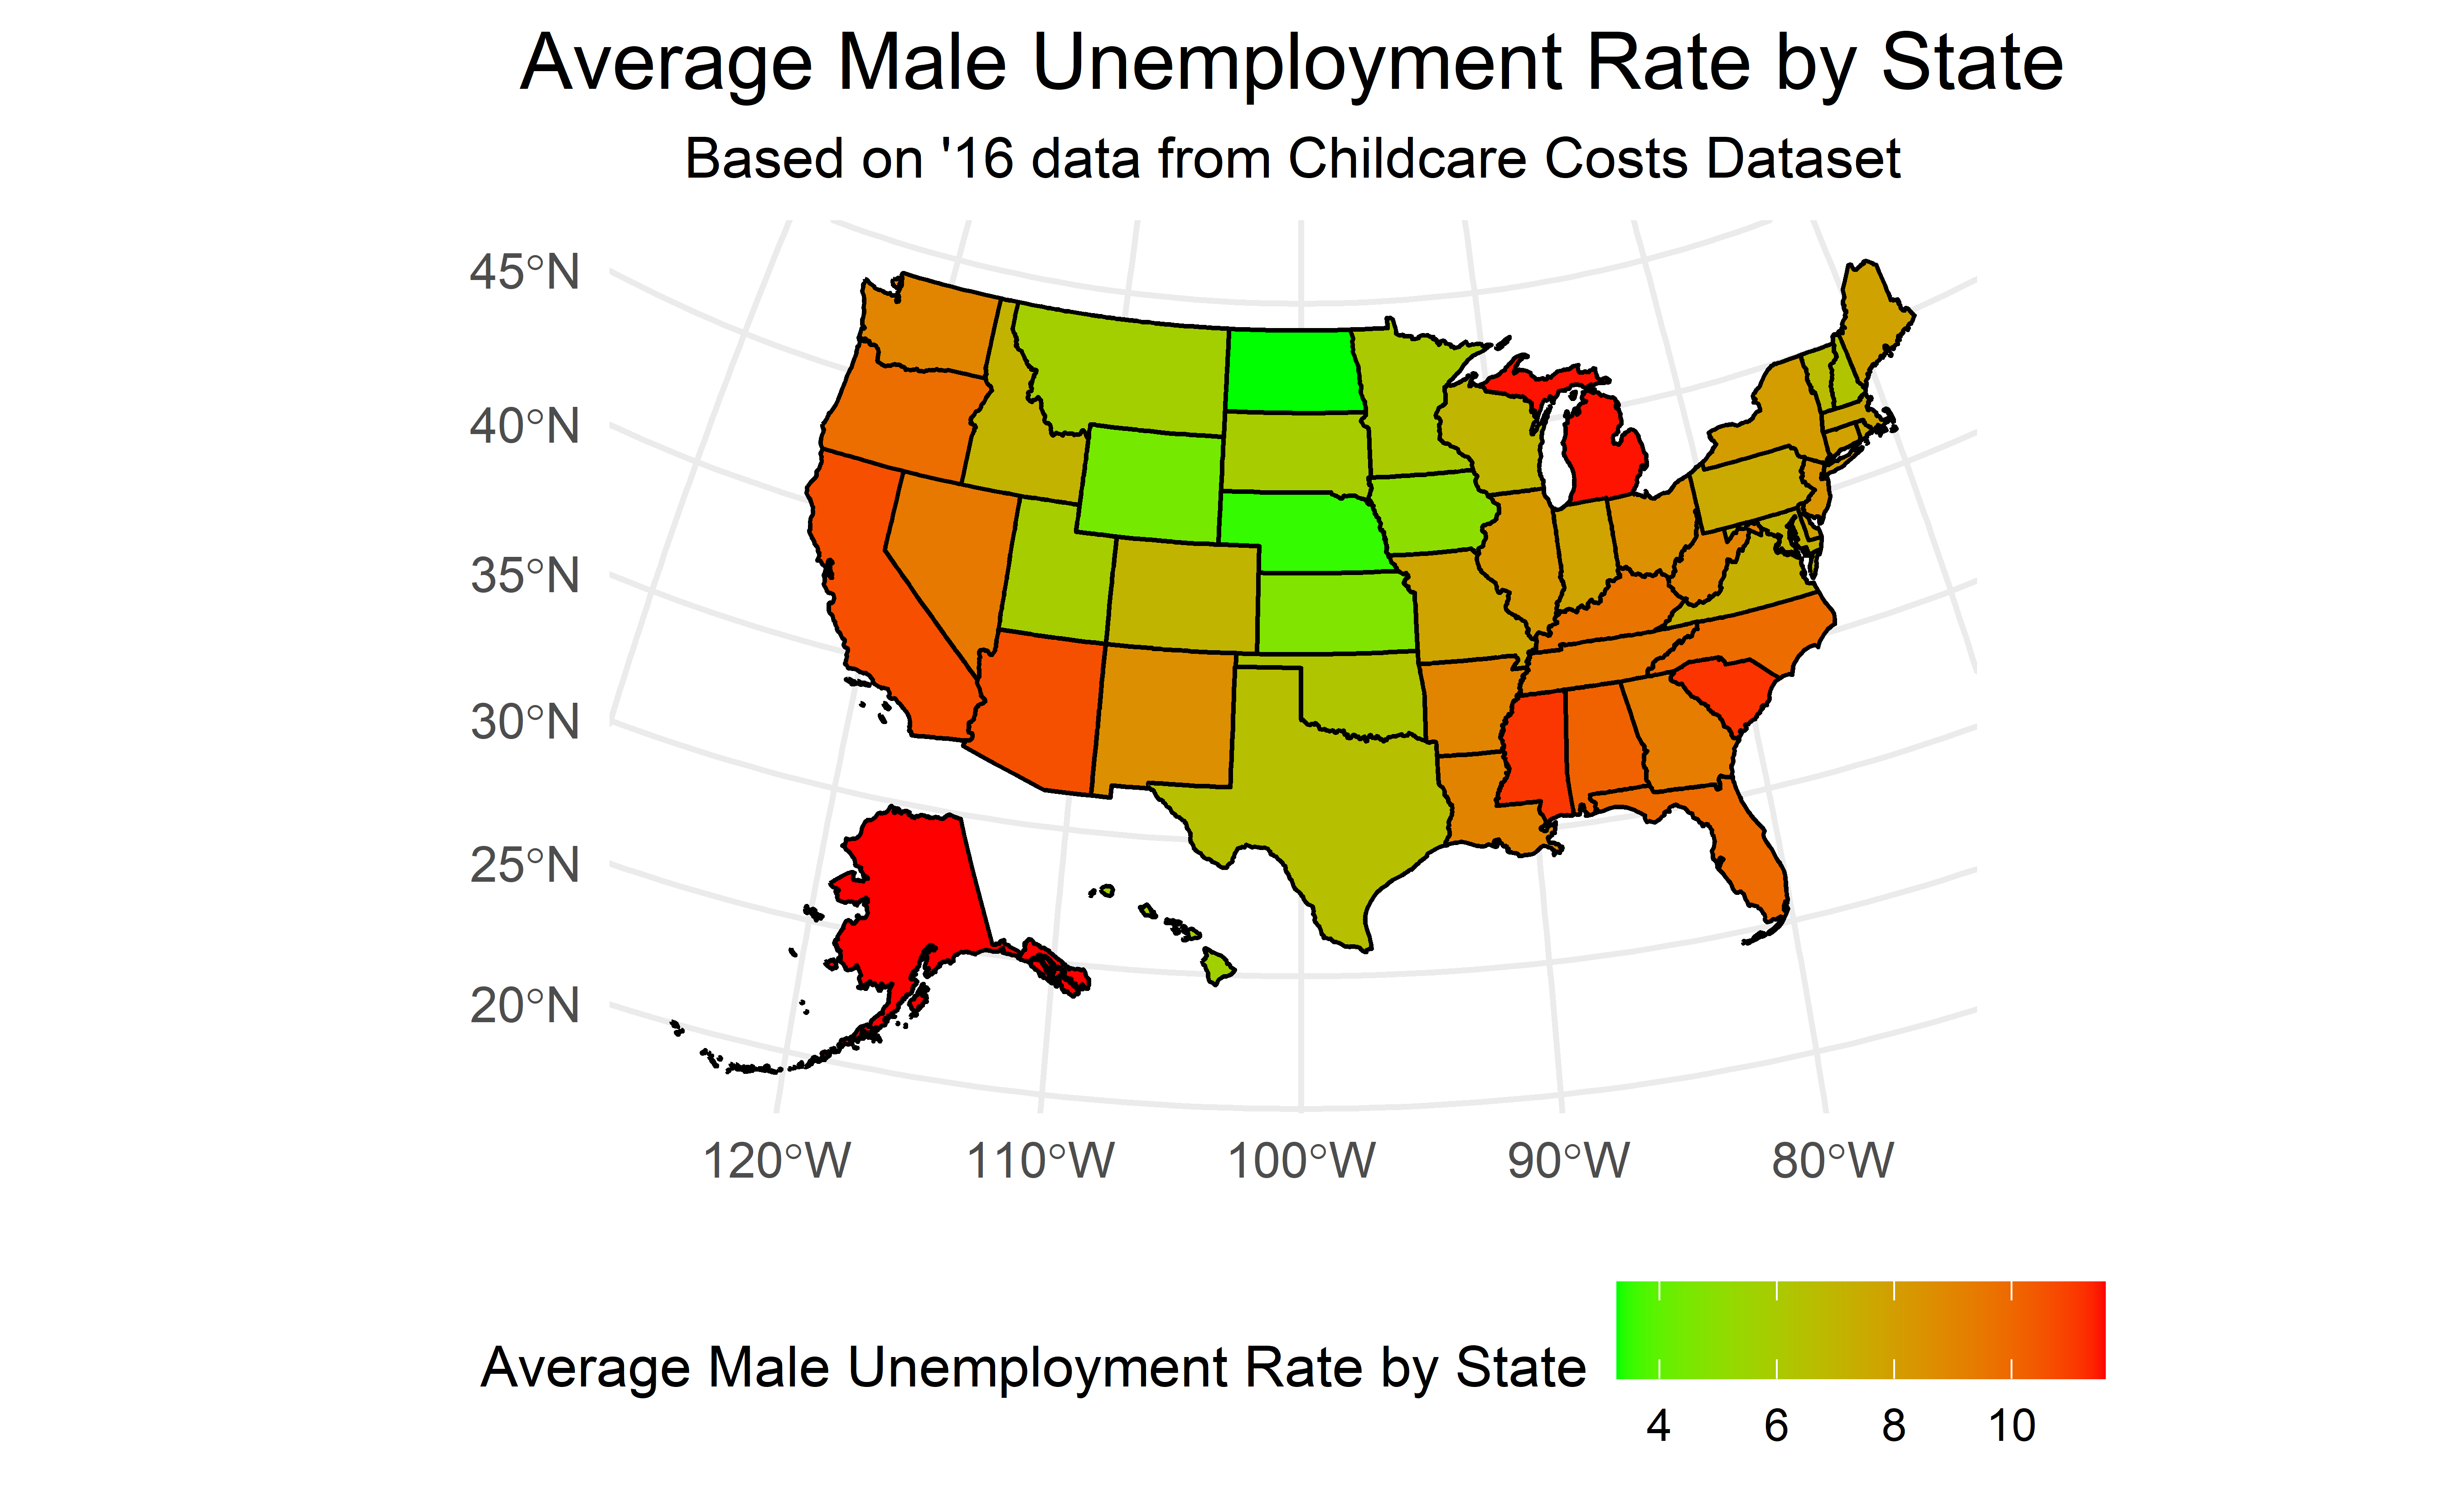 Average Male Unemployment Rate by State
Based on '16 data from Childcare Costs Dataset
45°N
40°N
35°N
30°N
25°N
20°N
120°W 110°W 100°W 90°W 80°W
Average Male Unemployment Rate by State
4 6 8 10